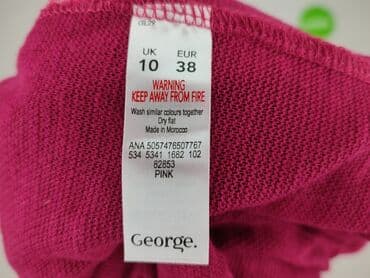 UK EUR
10 38
WARNING
KEEP AWAY FROM FIRE
Wash similar colours together
Dry flat
Made in Morocco
ANA 5057476507767
534 5341 1662 102
82853
PINK
George.